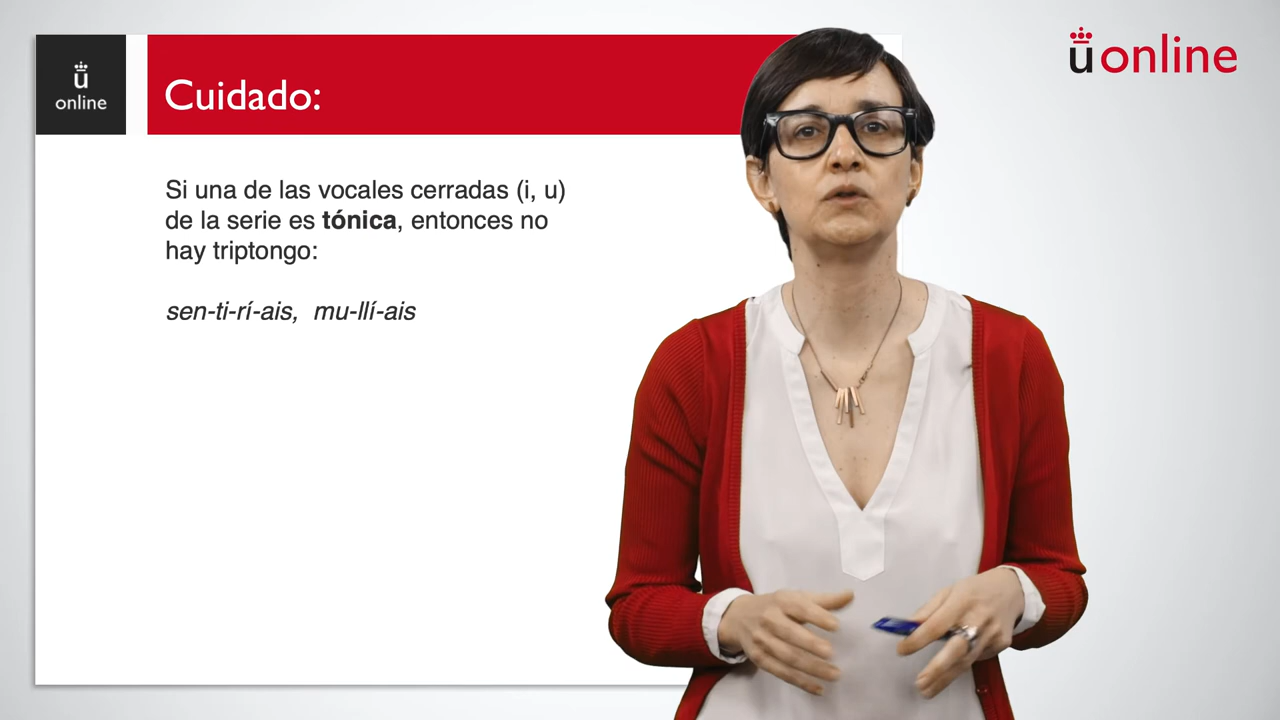 ü
online
Cuidado:
üonline
Si una de las vocales cerradas (i, u)
de la serie es tónica, entonces no
hay triptongo:
sen-ti-rí-ais, mu-llí-ais